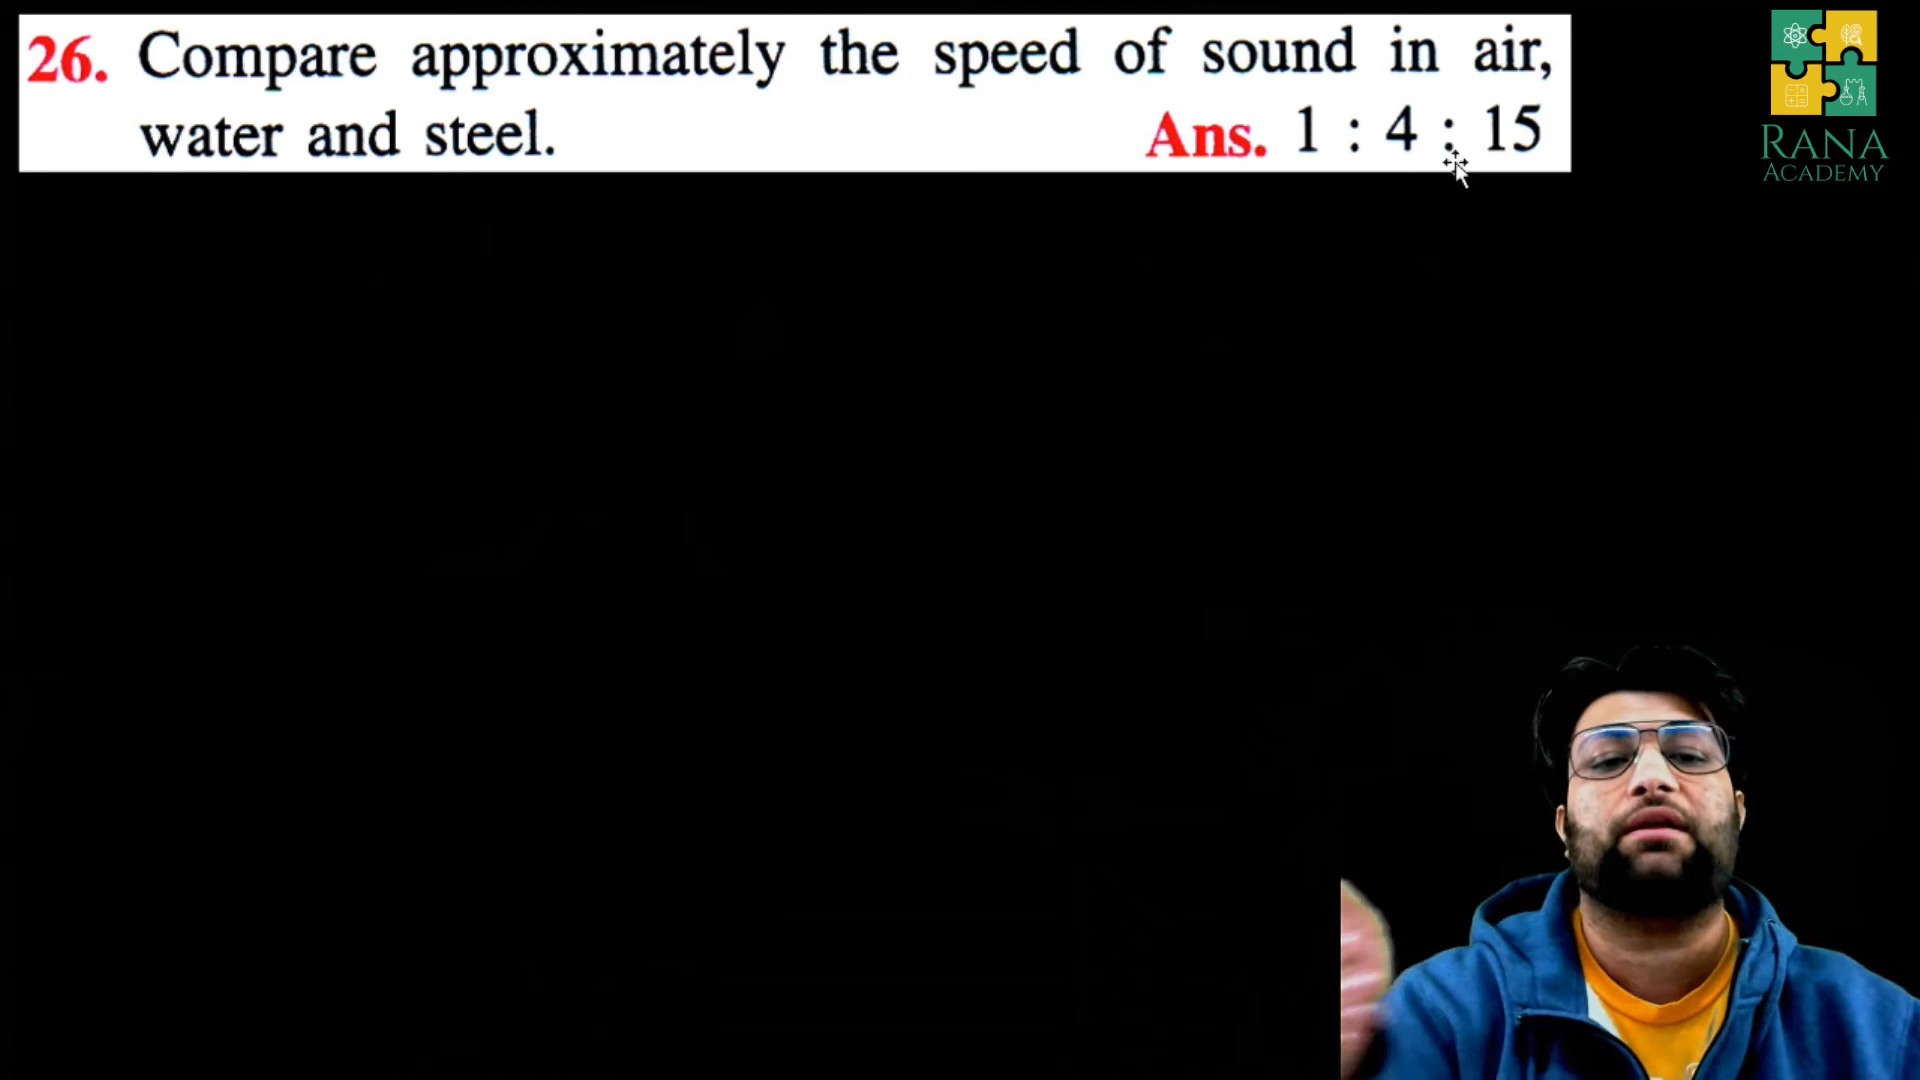 26. Compare approximately the speed of sound in air,
water and steel. Ans. 1 : 4 : 15
RANA
ACADEMY